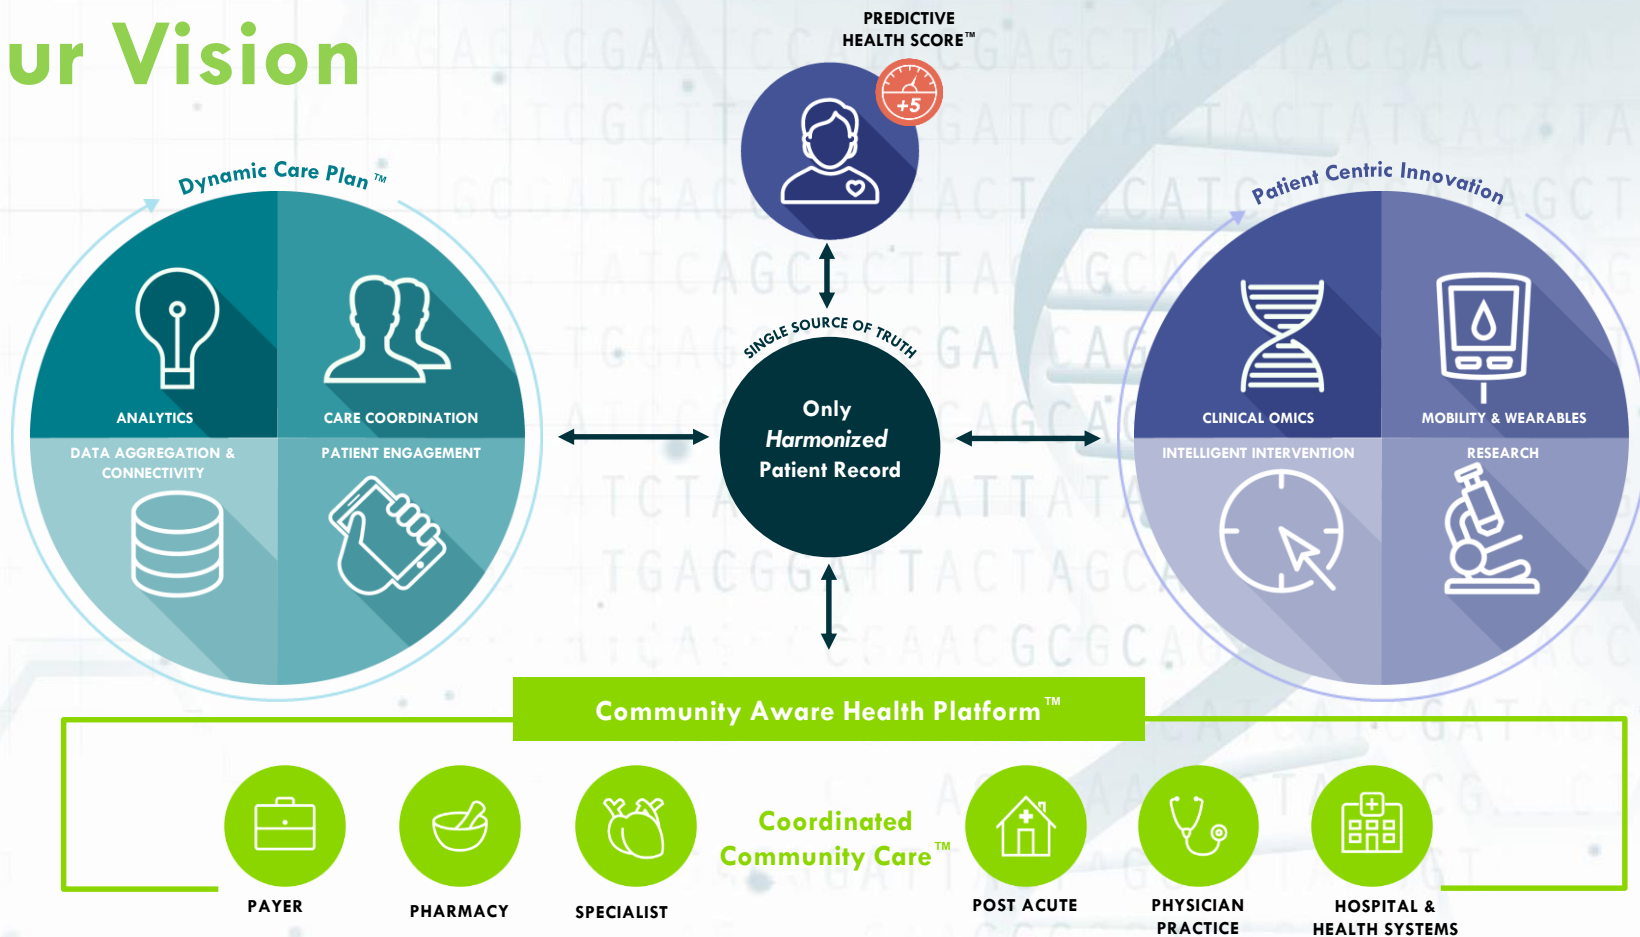 ur Vision
PREDICTIVE
HEALTH SCORE™
+5
Dynamic Care Plan™
ANALYTICS
CARE COORDINATION
DATA AGGREGATION &
CONNECTIVITY
PATIENT ENGAGEMENT
SINGLE SOURCE OF TRUTH
Only
Harmonized
Patient Record
Patient Centric Innovation
CLINICAL OMICS
MOBILITY & WEARABLES
INTELLIGENT INTERVENTION
RESEARCH
Community Aware Health Platform™
Coordinated
Community Care™
PAYER
PHARMACY
SPECIALIST
POST ACUTE
PHYSICIAN
PRACTICE
HOSPITAL &
HEALTH SYSTEMS